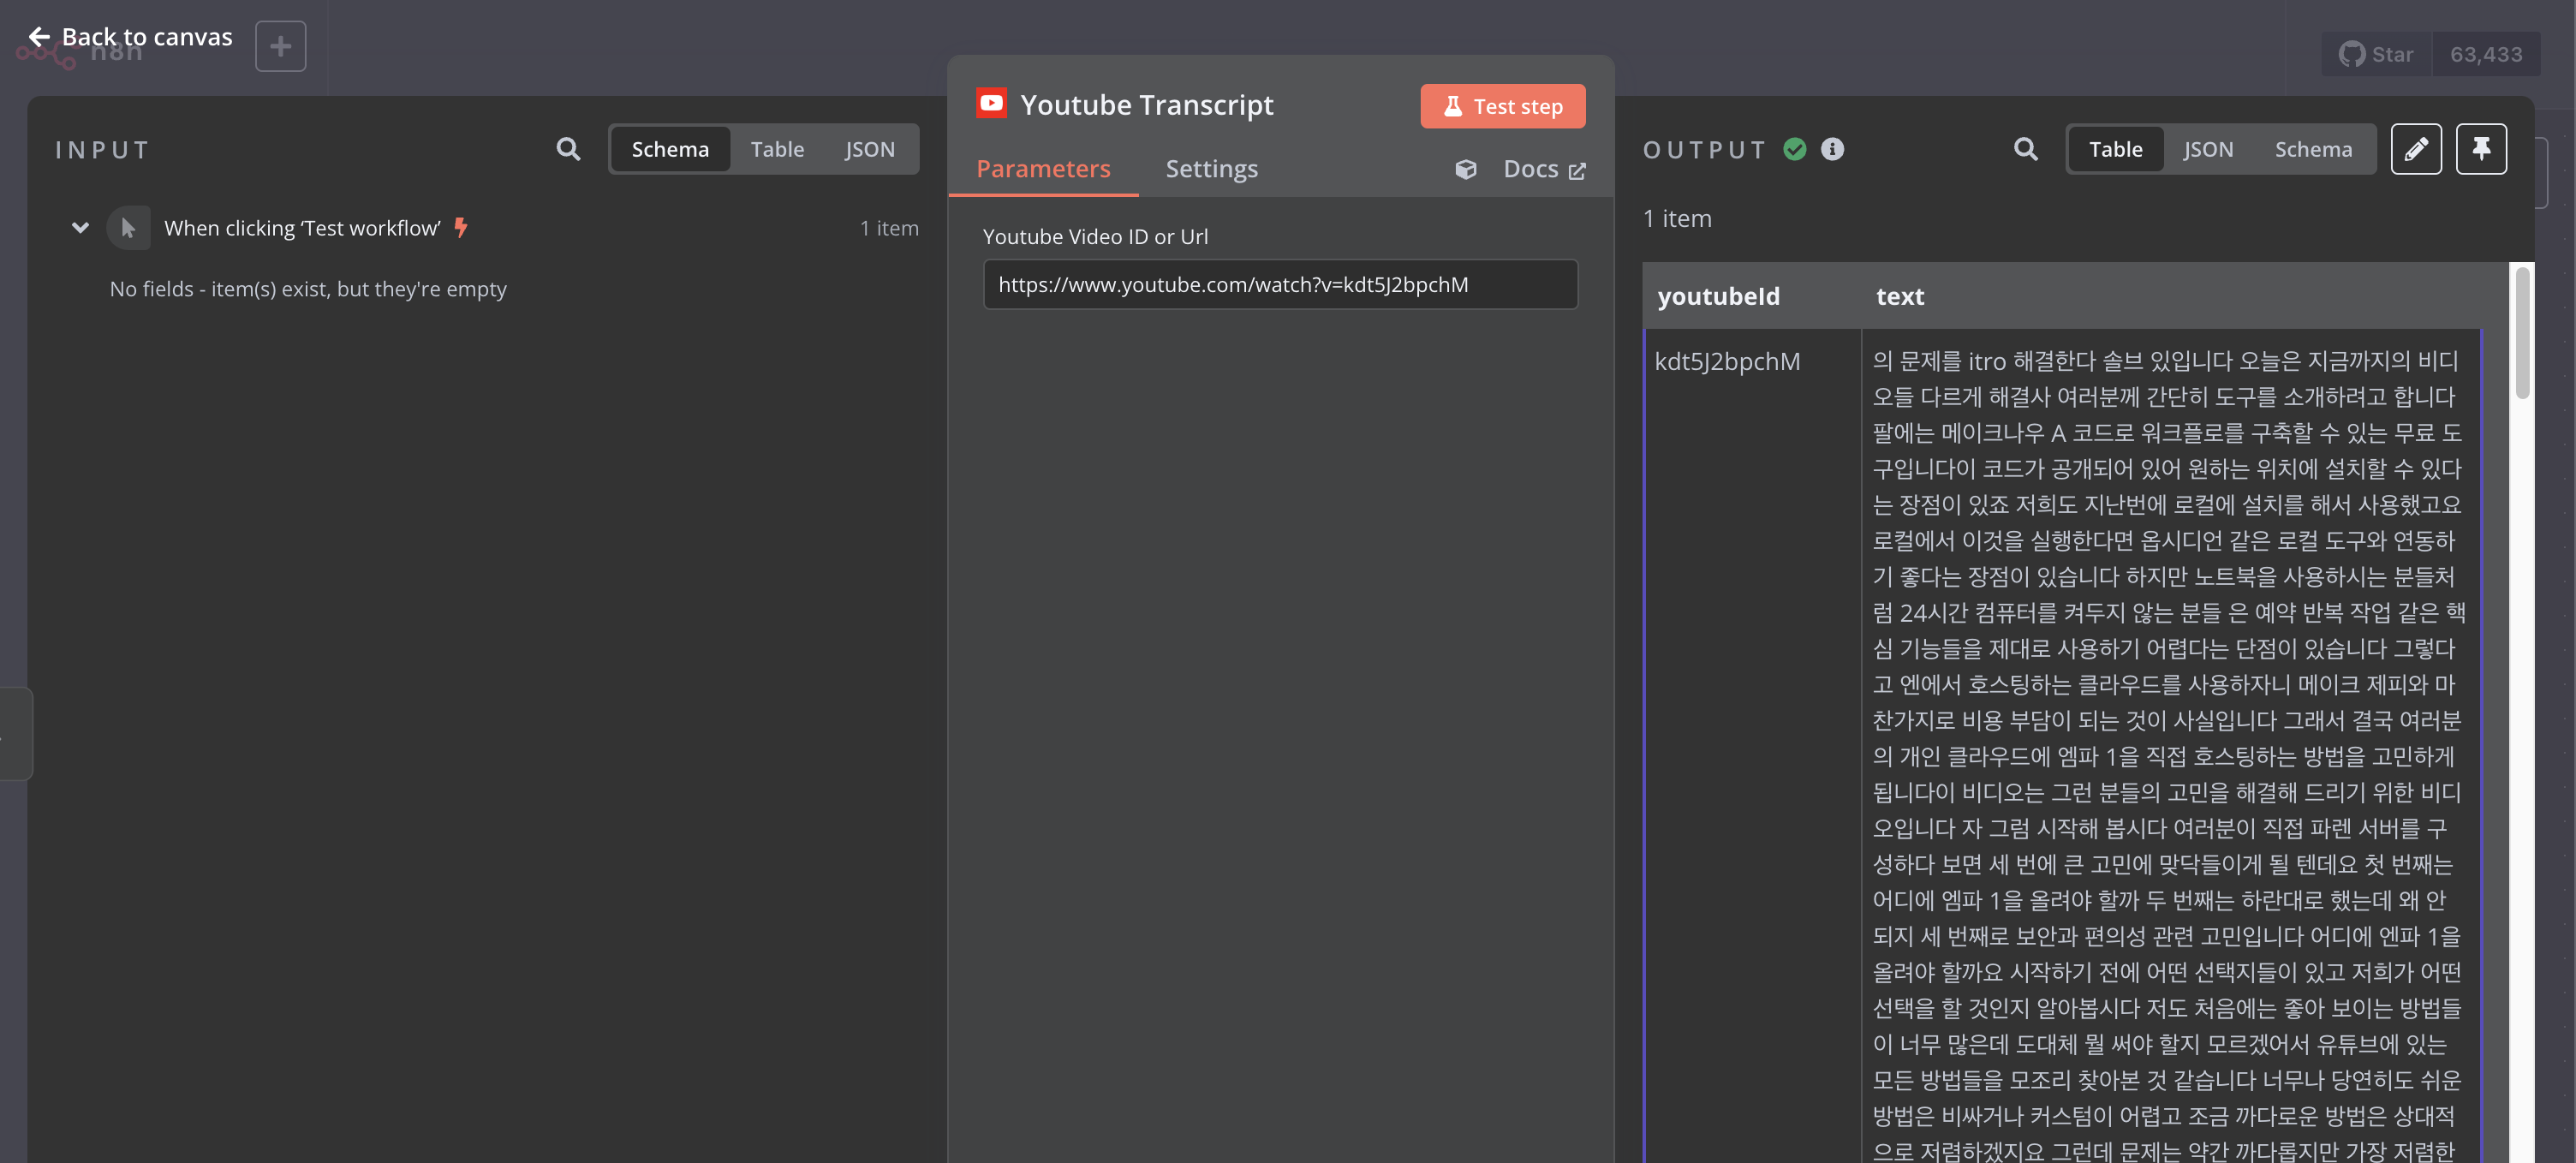 Back to canvas
n8n
Star 63,433
INPUT
Schema Table JSON
When clicking ‘Test workflow’
1 item
No fields - item(s) exist, but they're empty
Youtube Transcript
Test step
Parameters Settings Docs
Youtube Video ID or Url
https://www.youtube.com/watch?v=kdt5J2bpchM
OUTPUT
Table JSON Schema
1 item
youtubeId text
kdt5J2bpchM
의 문제를 itro 해결한다 솔브 있입니다 오늘은 지금까지의 비디
오들 다르게 해결사 여러분께 간단히 도구를 소개하려고 합니다
팔에는 메이크나우 A 코드로 워크플로를 구축할 수 있는 무료 도
구입니다이 코드가 공개되어 있어 원하는 위치에 설치할 수 있다
는 장점이 있죠 저희도 지난번에 로컬에 설치를 해서 사용했고요
로컬에서 이것을 실행한다면 옵시디언 같은 로컬 도구와 연동하
기 좋다는 장점이 있습니다 하지만 노트북을 사용하시는 분들처
럼 24시간 컴퓨터를 켜두지 않는 분들 은 예약 반복 작업 같은 핵
심 기능들을 제대로 사용하기 어렵다는 단점이 있습니다 그렇다
고 엔에서 호스팅하는 클라우드를 사용하자니 메이크 제피와 마
찬가지로 비용 부담이 되는 것이 사실입니다 그래서 결국 여러분
의 개인 클라우드에 엠파 1을 직접 호스팅하는 방법을 고민하게
됩니다이 비디오는 그런 분들의 고민을 해결해 드리기 위한 비디
오입니다 자 그럼 시작해 봅시다 여러분이 직접 파렌 서버를 구
성하다 보면 세 번에 큰 고민에 맞닥들이게 될 텐데요 첫 번째는
어디에 엠파 1을 올려야 할까 두 번째는 하란대로 했는데 왜 안
되지 세 번째로 보안과 편의성 관련 고민입니다 어디에 엔파 1을
올려야 할까요 시작하기 전에 어떤 선택지들이 있고 저희가 어떤
선택을 할 것인지 알아봅시다 저도 처음에는 좋아 보이는 방법들
이 너무 많은데 도대체 뭘 써야 할지 모르겠어서 유튜브에 있는
모든 방법들을 모조리 찾아본 것 같습니다 너무나 당연히도 쉬운
방법은 비싸거나 커스텀이 어렵고 조금 까다로운 방법은 상대적
으로 저렴하겠지요 그런데 문제는 약간 까다롭지만 가장 저렴한